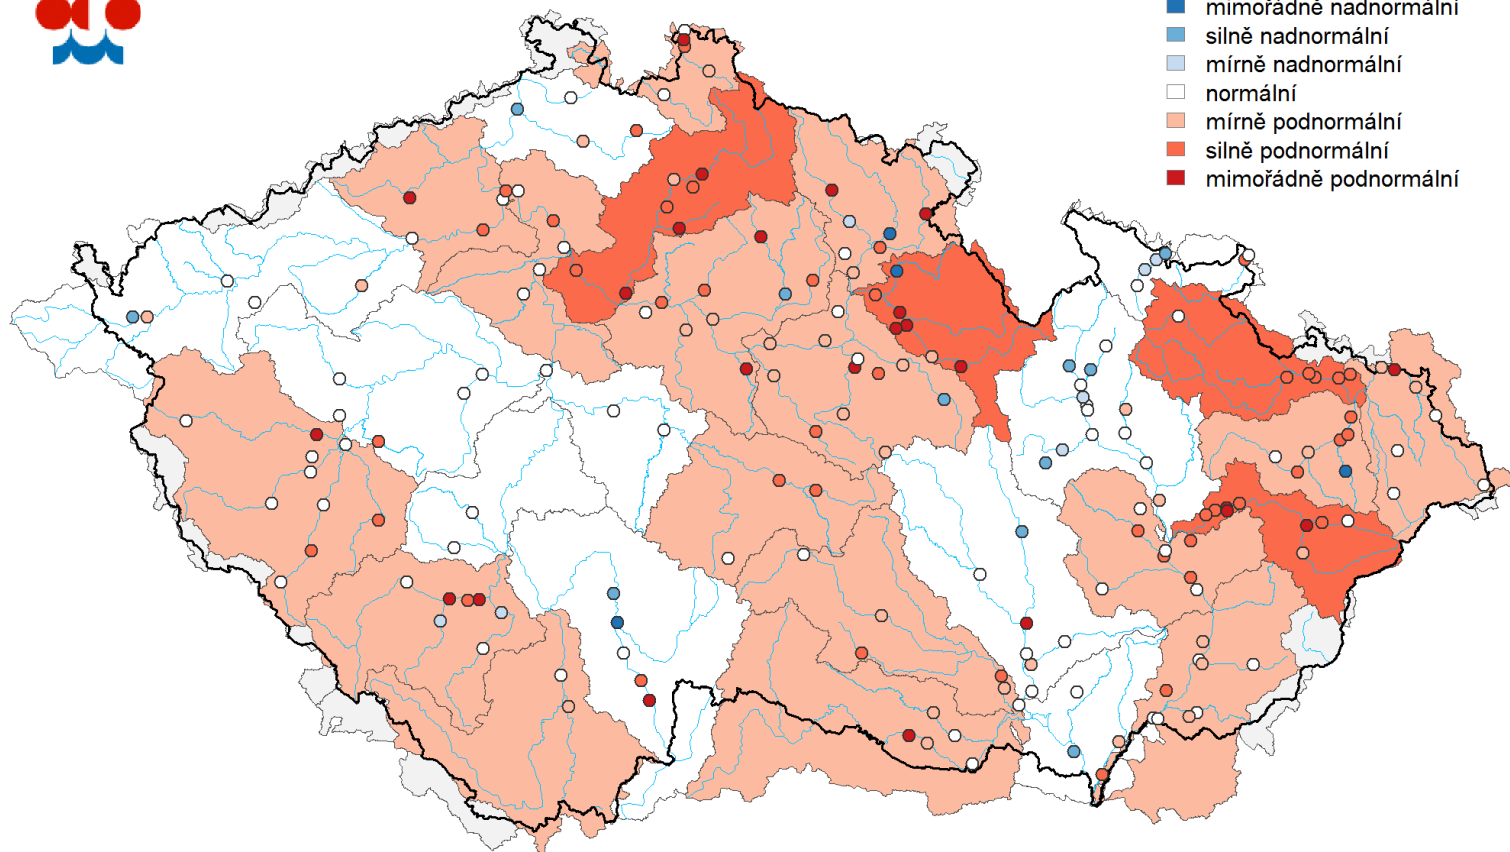 mimořádně nadnormální
silně nadnormální
mírně nadnormální
normální
mírně podnormální
silně podnormální
mimořádně podnormální